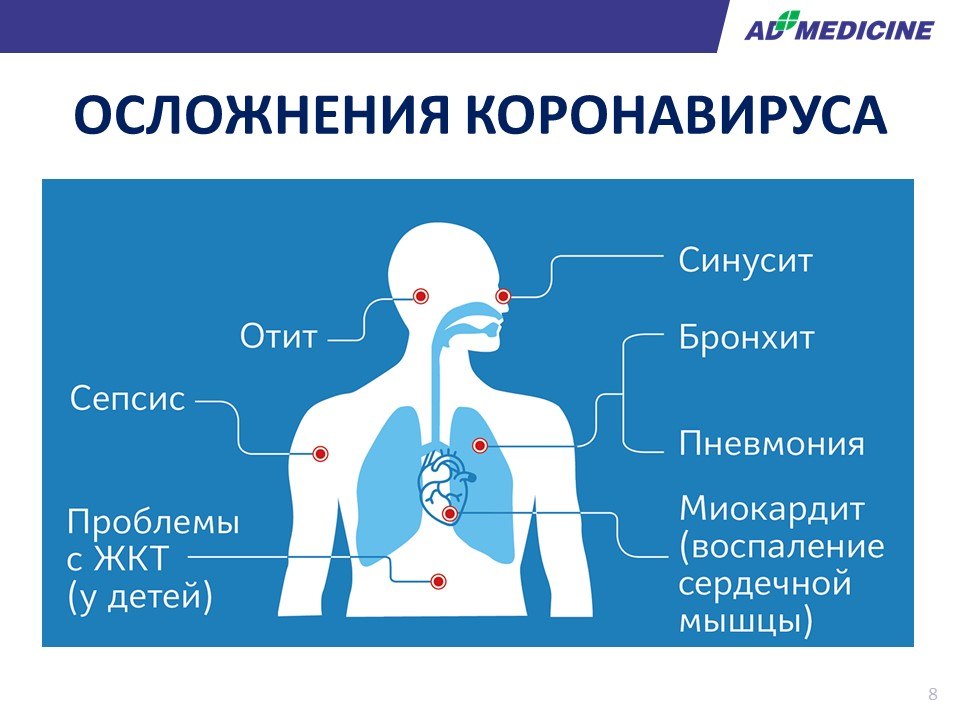 AD MEDICINE
ОСЛОЖНЕНИЯ КОРОНАВИРУСА
Синусит
Отит
Бронхит
Сепсис
Пневмония
Проблемы
с ЖКТ
(у детей)
Миокардит
(воспаление
сердечной
мышцы)
8